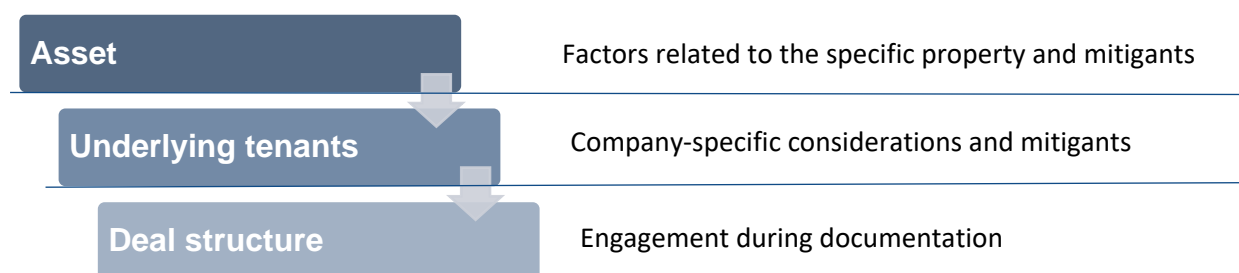 Asset
Factors related to the specific property and mitigants
Underlying tenants
Company-specific considerations and mitigants
Deal structure
Engagement during documentation